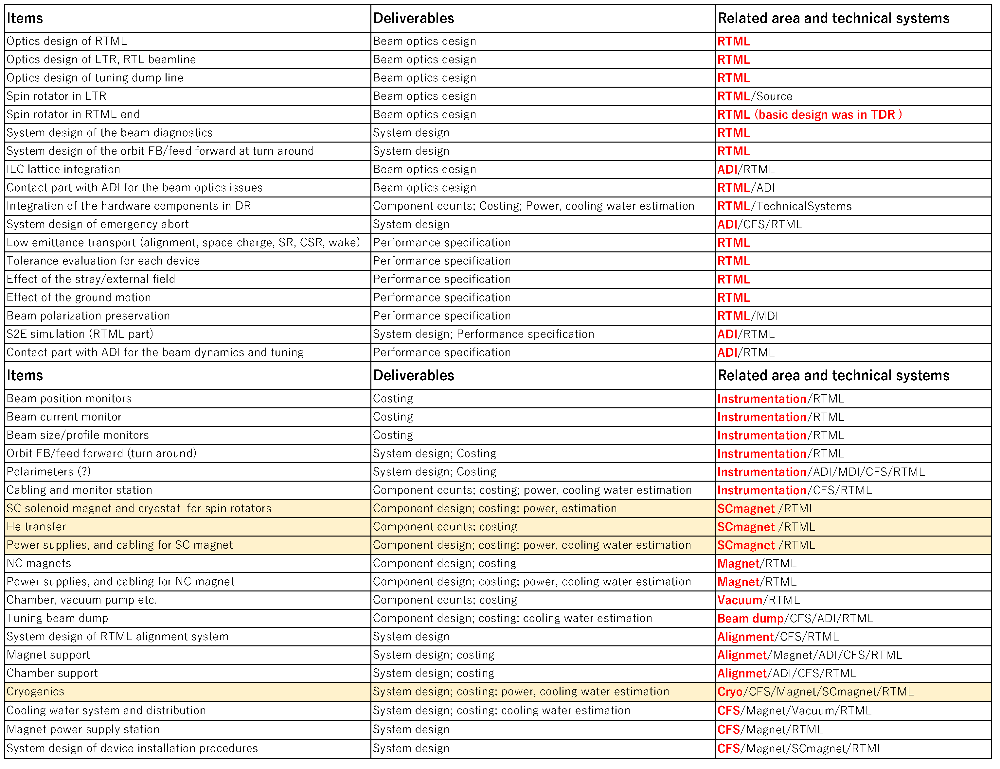 Items Deliverables Related area and technical systems
Optics design of RTML Beam optics design RTML
Optics design of LTR, RTL beamline Beam optics design RTML
Optics design of tuning dump line Beam optics design RTML
Spin rotator in LTR Beam optics design RTML/Source
Spin rotator in RTML end Beam optics design RTML (basic design was in TDR )
System design of the beam diagnostics System design RTML
System design of the orbit FB/feed forward at turn around System design RTML
ILC lattice integration Beam optics design ADI/RTML
Contact part with ADI for the beam optics issues Beam optics design RTML/ADI
Integration of the hardware components in DR Component counts; Costing; Power, cooling water estimation RTML/TechnicalSystems
System design of emergency abort System design ADI/CFS/RTML
Low emittance transport (alignment, space charge, SR, CSR, wake) Performance specification RTML
Tolerance evaluation for each device Performance specification RTML
Effect of the stray/external field Performance specification RTML
Effect of the ground motion Performance specification RTML
Beam polarization preservation Performance specification RTML/MDI
S2E simulation (RTML part) System design; Performance specification ADI/RTML
Contact part with ADI for the beam dynamics and tuning Performance specification ADI/RTML
Items Deliverables Related area and technical systems
Beam position monitors Costing Instrumentation/RTML
Beam current monitor Costing Instrumentation/RTML
Beam size/profile monitors Costing Instrumentation/RTML
Orbit FB/feed forward (turn around) System design; Costing Instrumentation/RTML
Polarimeters (?) System design; Costing Instrumentation/ADI/MDI/CFS/RTML
Cabling and monitor station Component counts; costing; power, cooling water estimation Instrumentation/CFS/RTML
SC solenoid magnet and cryostat for spin rotators Component design; costing; power, estimation SCmagnet /RTML
He transfer Component counts; costing SCmagnet /RTML
Power supplies, and cabling for SC magnet Component design; costing; power, cooling water estimation SCmagnet /RTML
NC magnets Component design; costing Magnet/RTML
Power supplies, and cabling for NC magnet Component design; costing; power, cooling water estimation Magnet/RTML
Chamber, vacuum pump etc. Component counts; costing Vacuum/RTML
Tuning beam dump Component design; costing; cooling water estimation Beam dump/CFS/ADI/RTML
System design of RTML alignment system System design Alignment/CFS/RTML
Magnet support System design; costing Alignmet/Magnet/ADI/CFS/RTML
Chamber support System design; costing Alignmet/ADI/CFS/RTML
Cryogenics System design; costing; power, cooling water estimation Cryo/CFS/Magnet/SCmagnet/RTML
Cooling water system and distribution System design; costing; cooling water estimation CFS/Magnet/Vacuum/RTML
Magnet power supply station System design CFS/Magnet/RTML
System design of device installation procedures System design CFS/Magnet/SCmagnet/RTML